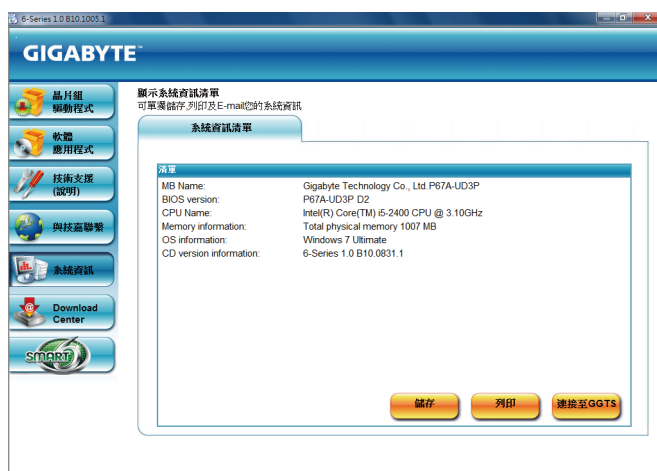 6-Series 1.0 B10.1005.1
GIGABYTE™
晶片組
驅動程式
軟體
應用程式
技術支援
(說明)
與技嘉聯繫
系統資訊
Download
Center
SMART6
顯示系統資訊清單
可單獨儲存,列印及E-mail您的系統資訊
系統資訊清單
清單
MB Name: Gigabyte Technology Co., Ltd.P67A-UD3P
BIOS version: P67A-UD3P D2
CPU Name: Intel(R) Core(TM) i5-2400 CPU @ 3.10GHz
Memory information: Total physical memory 1007 MB
OS information: Windows 7 Ultimate
CD version information: 6-Series 1.0 B10.0831.1
儲存 列印 連接至GGTS